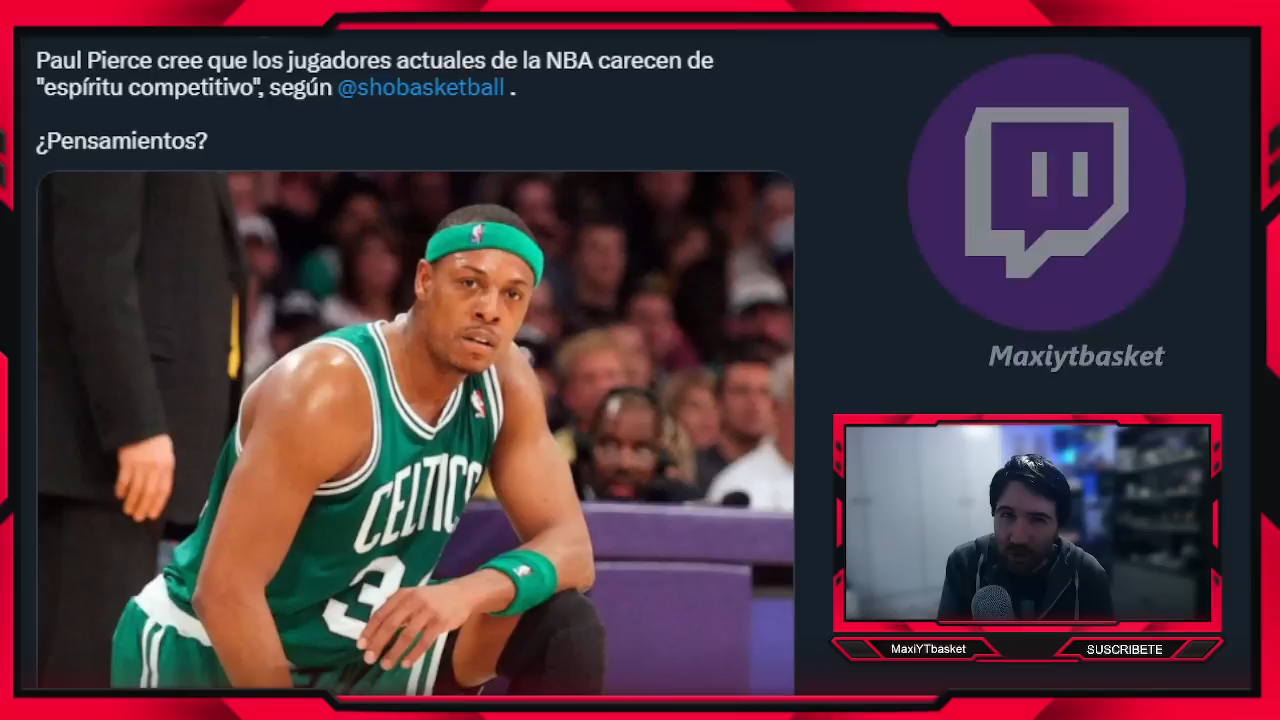 Paul Pierce cree que los jugadores actuales de la NBA carecen de
"espíritu competitivo", según @shobasketball .
¿Pensamientos?
CELTICS
Maxiytbasket
MaxiYTbasket
SUSCRIBETE